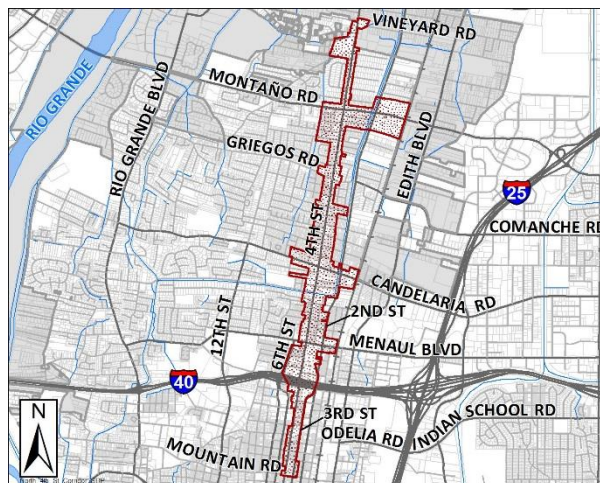 VINEYARD RD
RIO GRANDE
RIO GRANDE BLVD
MONTAÑO RD
EDITH BLVD
GRIEGOS RD
25
COMANCHE RD
4TH ST
CANDELARIA RD
2ND ST
12TH ST
6TH ST
MENAUL BLVD
40
N
3RD ST
ODELIA RD
INDIAN SCHOOL RD
MOUNTAIN RD